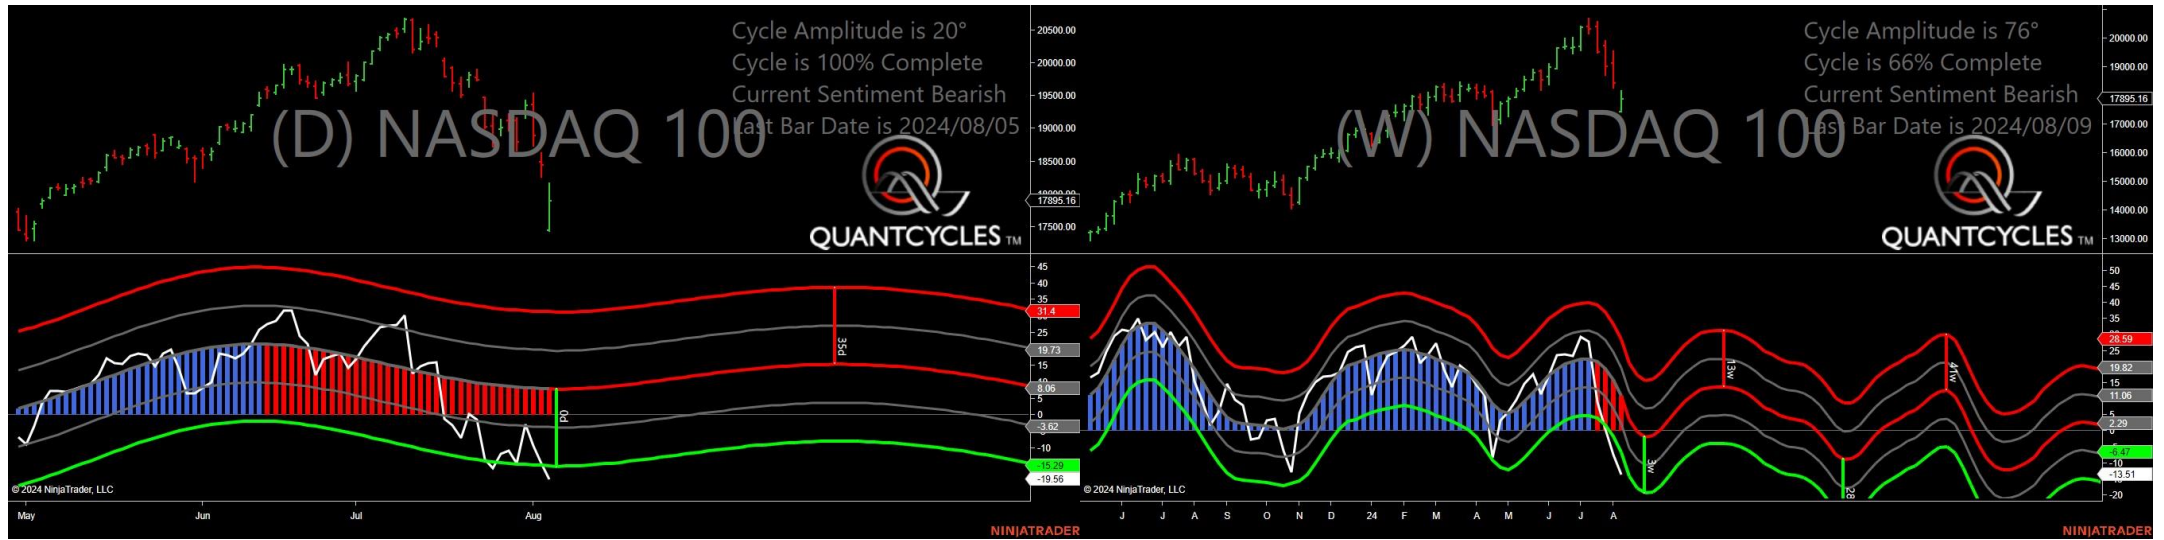 Cycle Amplitude is 20°
Cycle is 100% Complete
Current Sentiment Bearish
Last Bar Date is 2024/08/05
(D) NASDAQ 100
QUANTCYCLES TM
20500.00
20000.00
19500.00
19000.00
18500.00
18000.00
17895.16
17500.00
45
40
35
31.4
25
19.73
15
10
8.06
5
0
-3.62
-10
-15.29
-19.56
35d
0d
© 2024 NinjaTrader, LLC
May Jun Jul Aug
NINJATRADER
Cycle Amplitude is 76°
Cycle is 66% Complete
Current Sentiment Bearish
Last Bar Date is 2024/08/09
(W) NASDAQ 100
QUANTCYCLES TM
20000.00
19000.00
17895.16
17000.00
16000.00
15000.00
14000.00
13000.00
50
45
40
35
28.59
25
19.82
15
11.06
5
2.29
-6.47
-10
-13.51
-20
3w
13w
28
41w
© 2024 NinjaTrader, LLC
J J A S O N D 24 F M A M J J A
NINJATRADER